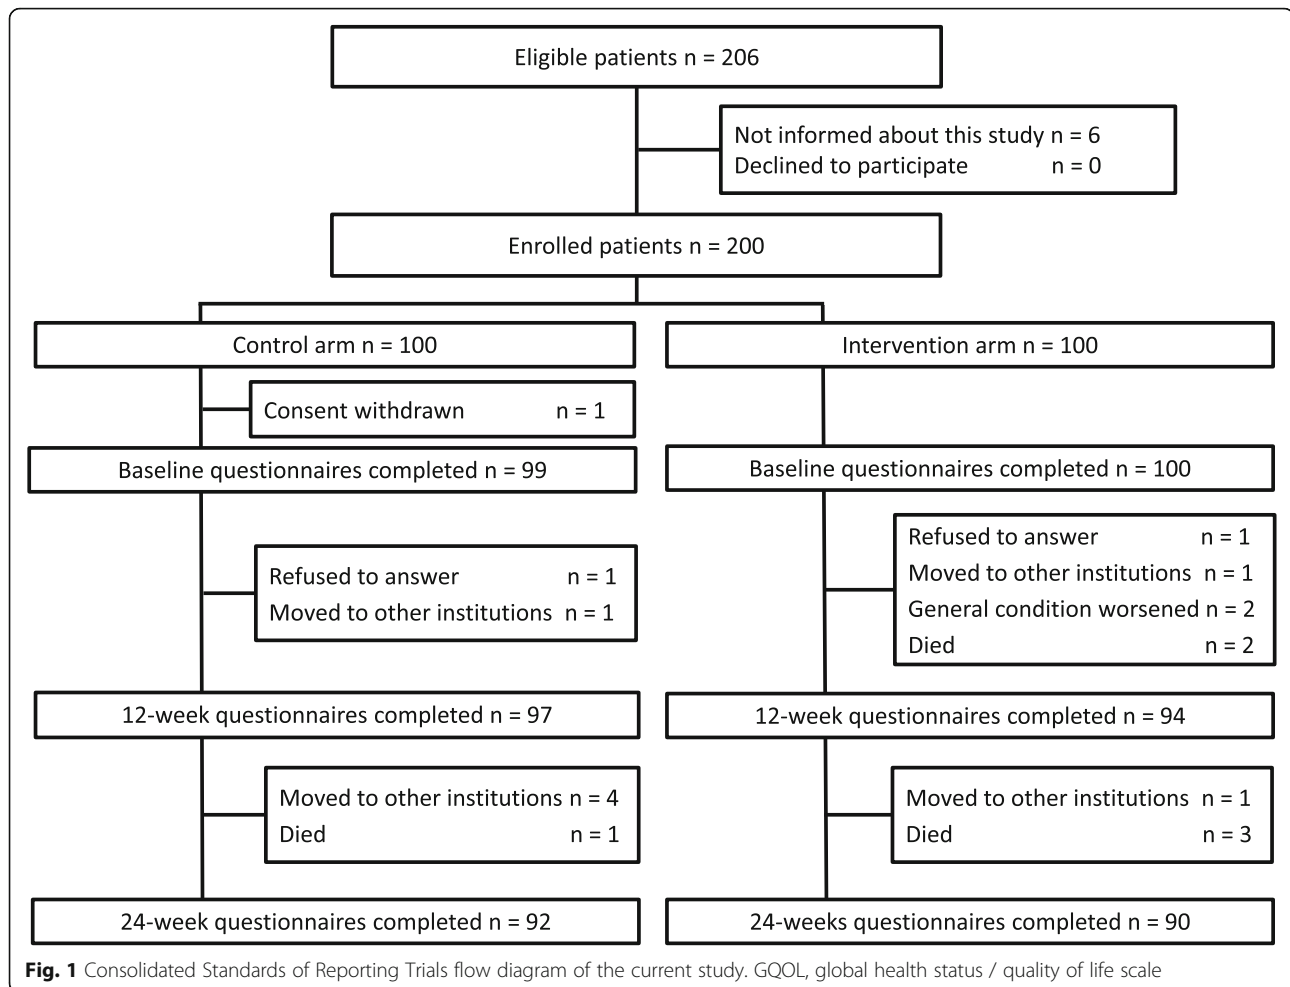 Eligible patients n = 206
Not informed about this study n = 6
Declined to participate n = 0
Enrolled patients n = 200
Control arm n = 100
Intervention arm n = 100
Consent withdrawn n = 1
Baseline questionnaires completed n = 99
Baseline questionnaires completed n = 100
Refused to answer n = 1
Moved to other institutions n = 1
Refused to answer n = 1
Moved to other institutions n = 1
General condition worsened n = 2
Died n = 2
12-week questionnaires completed n = 97
12-week questionnaires completed n = 94
Moved to other institutions n = 4
Died n = 1
Moved to other institutions n = 1
Died n = 3
24-week questionnaires completed n = 92
24-weeks questionnaires completed n = 90
Fig. 1 Consolidated Standards of Reporting Trials flow diagram of the current study. GQOL, global health status / quality of life scale